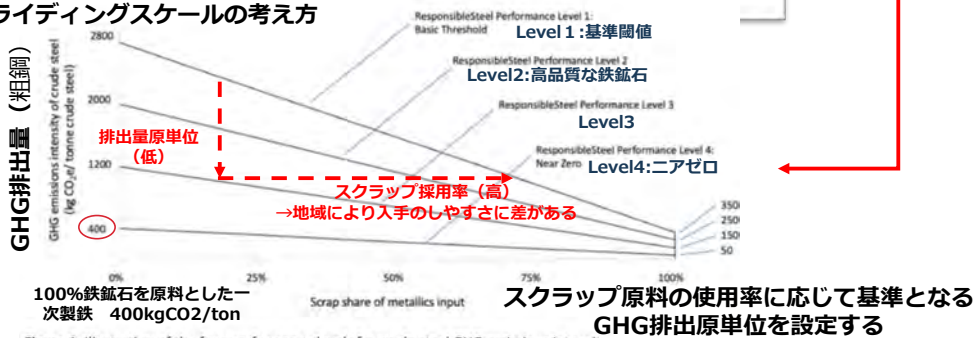 ライディングスケールの考え方
GHG排出量（粗鋼）
GHG emissions intensity of crude steel
(kg CO₂e/ tonne crude steel)
2800
2000
1200
400
ResponsibleSteel Performance Level 1:
Basic Threshold
Level１:基準閾値
ResponsibleSteel Performance Level 2
Level2:高品質な鉄鉱石
ResponsibleSteel Performance Level 3
Level3
ResponsibleSteel Performance Level 4:
Near Zero
Level4:ニアゼロ
排出量原単位
（低）
スクラップ採用率（高）
→地域により入手のしやすさに差がある
350
250
150
50
0%
25%
50%
75%
100%
Scrap share of metallics input
100%鉄鉱石を原料とした一
次製鉄　400kgCO2/ton
スクラップ原料の使用率に応じて基準となる
GHG排出原単位を設定する